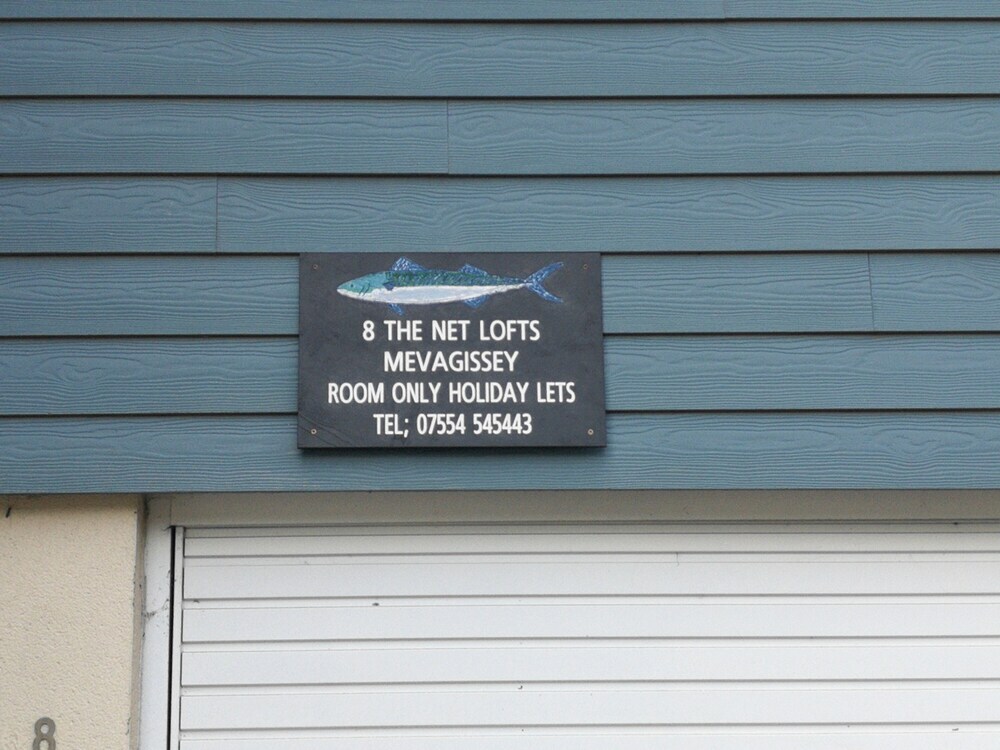 8 THE NET LOFTS
MEVAGISSEY
ROOM ONLY HOLIDAY LETS
TEL; 07554 545443
8